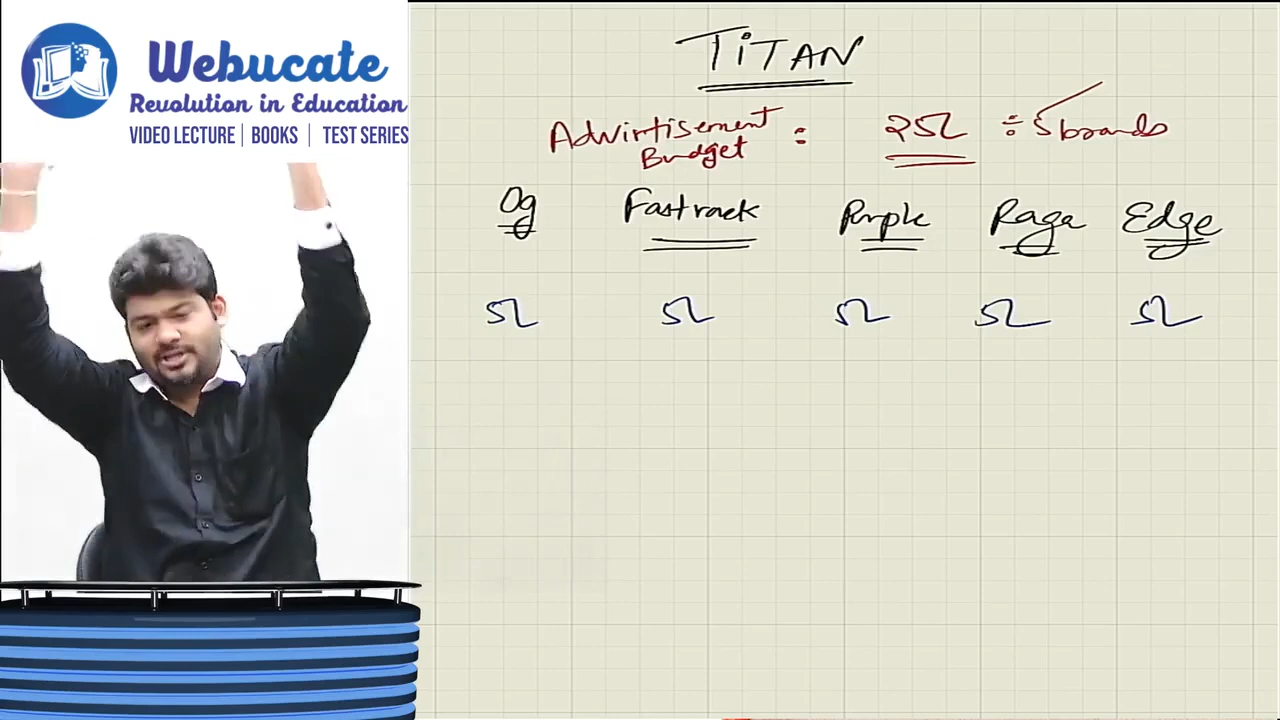 Webucate
Revolution in Education
VIDEO LECTURE | BOOKS | TEST SERIES
TiTAN
Advirtisement Budget : 25L ÷ 5 brands
Og Fastrack Purple Raga Edge
5L 5L 5L 5L 5L